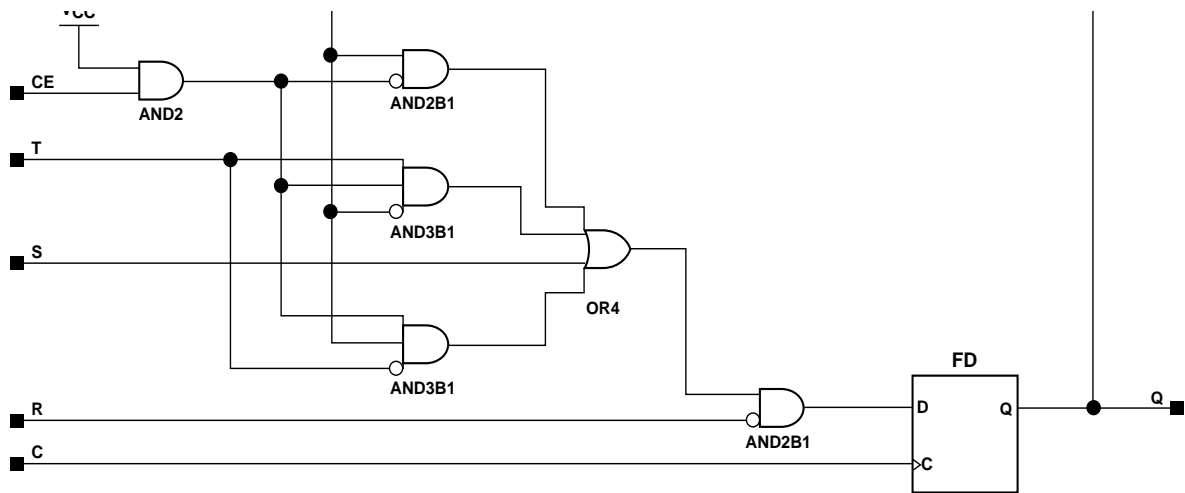 VCC
CE
AND2
AND2B1
T
AND3B1
S
OR4
AND3B1
FD
R
AND2B1
D
Q
Q
C
C